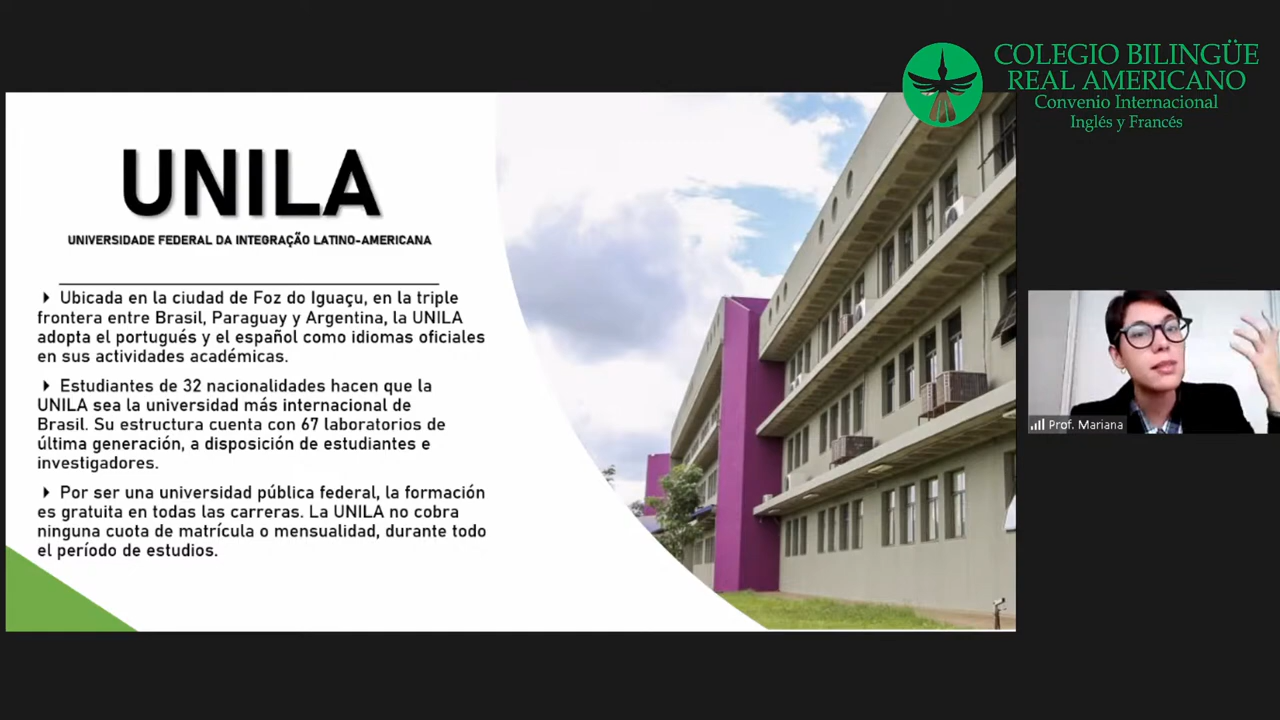 COLEGIO BILINGÜE
REAL AMERICANO
Convenio Internacional
Inglés y Francés
UNILA
UNIVERSIDADE FEDERAL DA INTEGRAÇÃO LATINO-AMERICANA
Ubicada en la ciudad de Foz do Iguaçu, en la triple
frontera entre Brasil, Paraguay y Argentina, la UNILA
adopta el portugués y el español como idiomas oficiales
en sus actividades académicas.
Estudiantes de 32 nacionalidades hacen que la
UNILA sea la universidad más internacional de
Brasil. Su estructura cuenta con 67 laboratorios de
última generación, a disposición de estudiantes e
investigadores.
Por ser una universidad pública federal, la formación
es gratuita en todas las carreras. La UNILA no cobra
ninguna cuota de matrícula o mensualidad, durante todo
el período de estudios.
Prof. Mariana